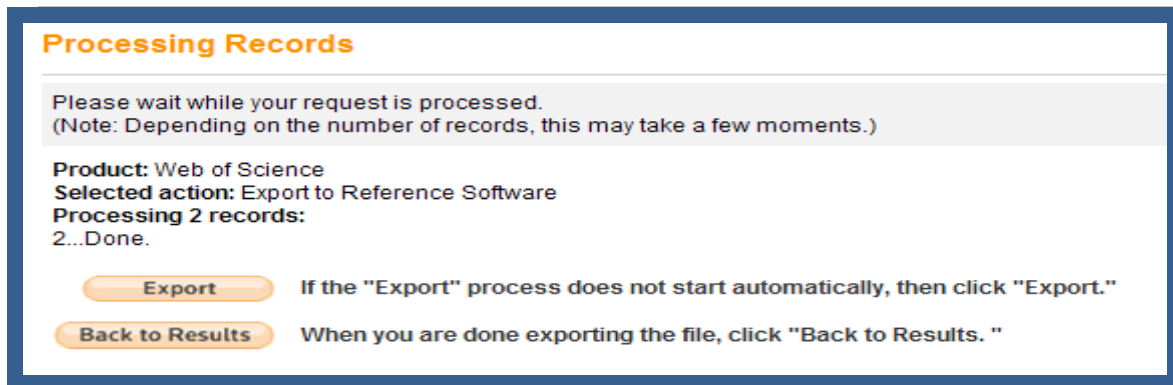 Processing Records
Please wait while your request is processed.
(Note: Depending on the number of records, this may take a few moments.)
Product: Web of Science
Selected action: Export to Reference Software
Processing 2 records:
2...Done.
Export If the "Export" process does not start automatically, then click "Export."
Back to Results When you are done exporting the file, click "Back to Results. "